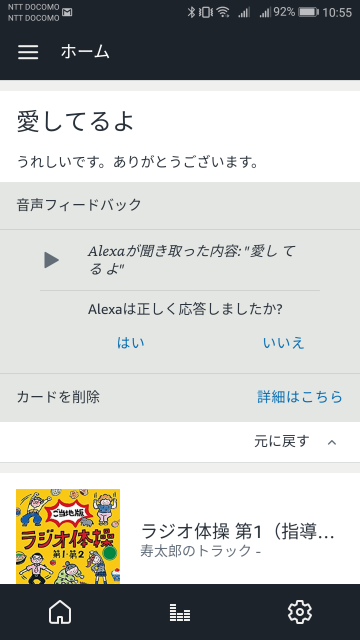 NTT DOCOMO
NTT DOCOMO
92%
10:55
ホーム
愛してるよ
うれしいです。ありがとうございます。
音声フィードバック
Alexaが聞き取った内容: "愛し て
る よ"
Alexaは正しく応答しましたか?
はい
いいえ
カードを削除
詳細はこちら
元に戻す
ご当地版
ラジオ体操
第1・第2
ラジオ体操 第1（指導…
寿太郎のトラック -